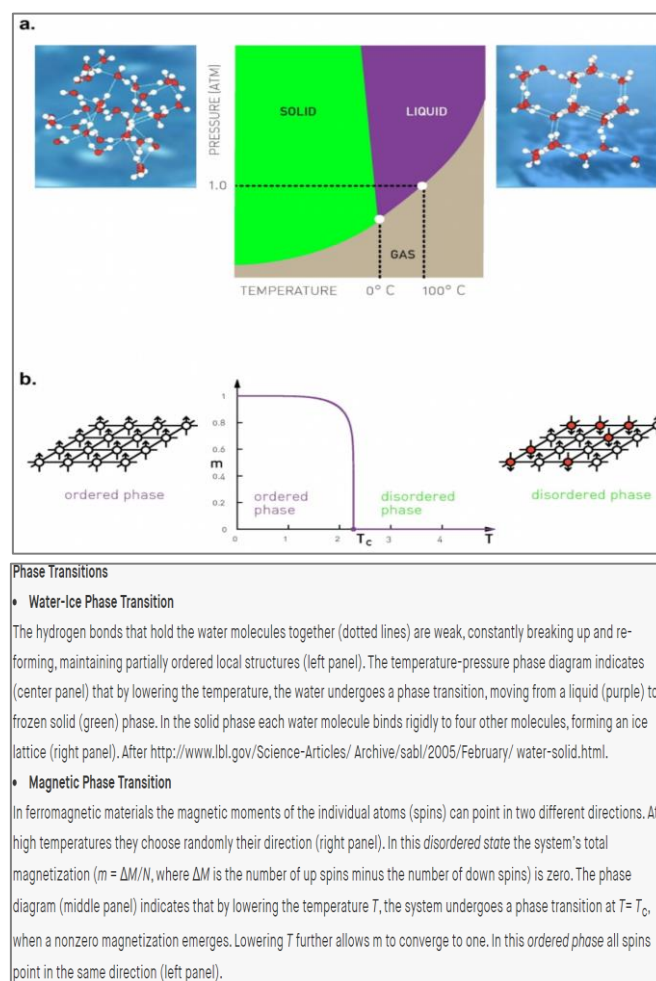 a.
PRESSURE [ATM]
SOLID
LIQUID
1.0
GAS
TEMPERATURE
0° C
100° C
b.
1
0.8
0.6
m
0.4
0.2
0
ordered phase
ordered
phase
disordered
phase
disordered phase
0
1
2
Tc
3
4
T
Phase Transitions
• Water-Ice Phase Transition
The hydrogen bonds that hold the water molecules together (dotted lines) are weak, constantly breaking up and re-
forming, maintaining partially ordered local structures (left panel). The temperature-pressure phase diagram indicates
(center panel) that by lowering the temperature, the water undergoes a phase transition, moving from a liquid (purple) to
frozen solid (green) phase. In the solid phase each water molecule binds rigidly to four other molecules, forming an ice
lattice (right panel). After http://www.lbl.gov/Science-Articles/ Archive/sabl/2005/February/ water-solid.html.
• Magnetic Phase Transition
In ferromagnetic materials the magnetic moments of the individual atoms (spins) can point in two different directions. At
high temperatures they choose randomly their direction (right panel). In this disordered state the system's total
magnetization (m = ΔM/N, where ΔM is the number of up spins minus the number of down spins) is zero. The phase
diagram (middle panel) indicates that by lowering the temperature T, the system undergoes a phase transition at T= Tc,
when a nonzero magnetization emerges. Lowering T further allows m to converge to one. In this ordered phase all spins
point in the same direction (left panel).